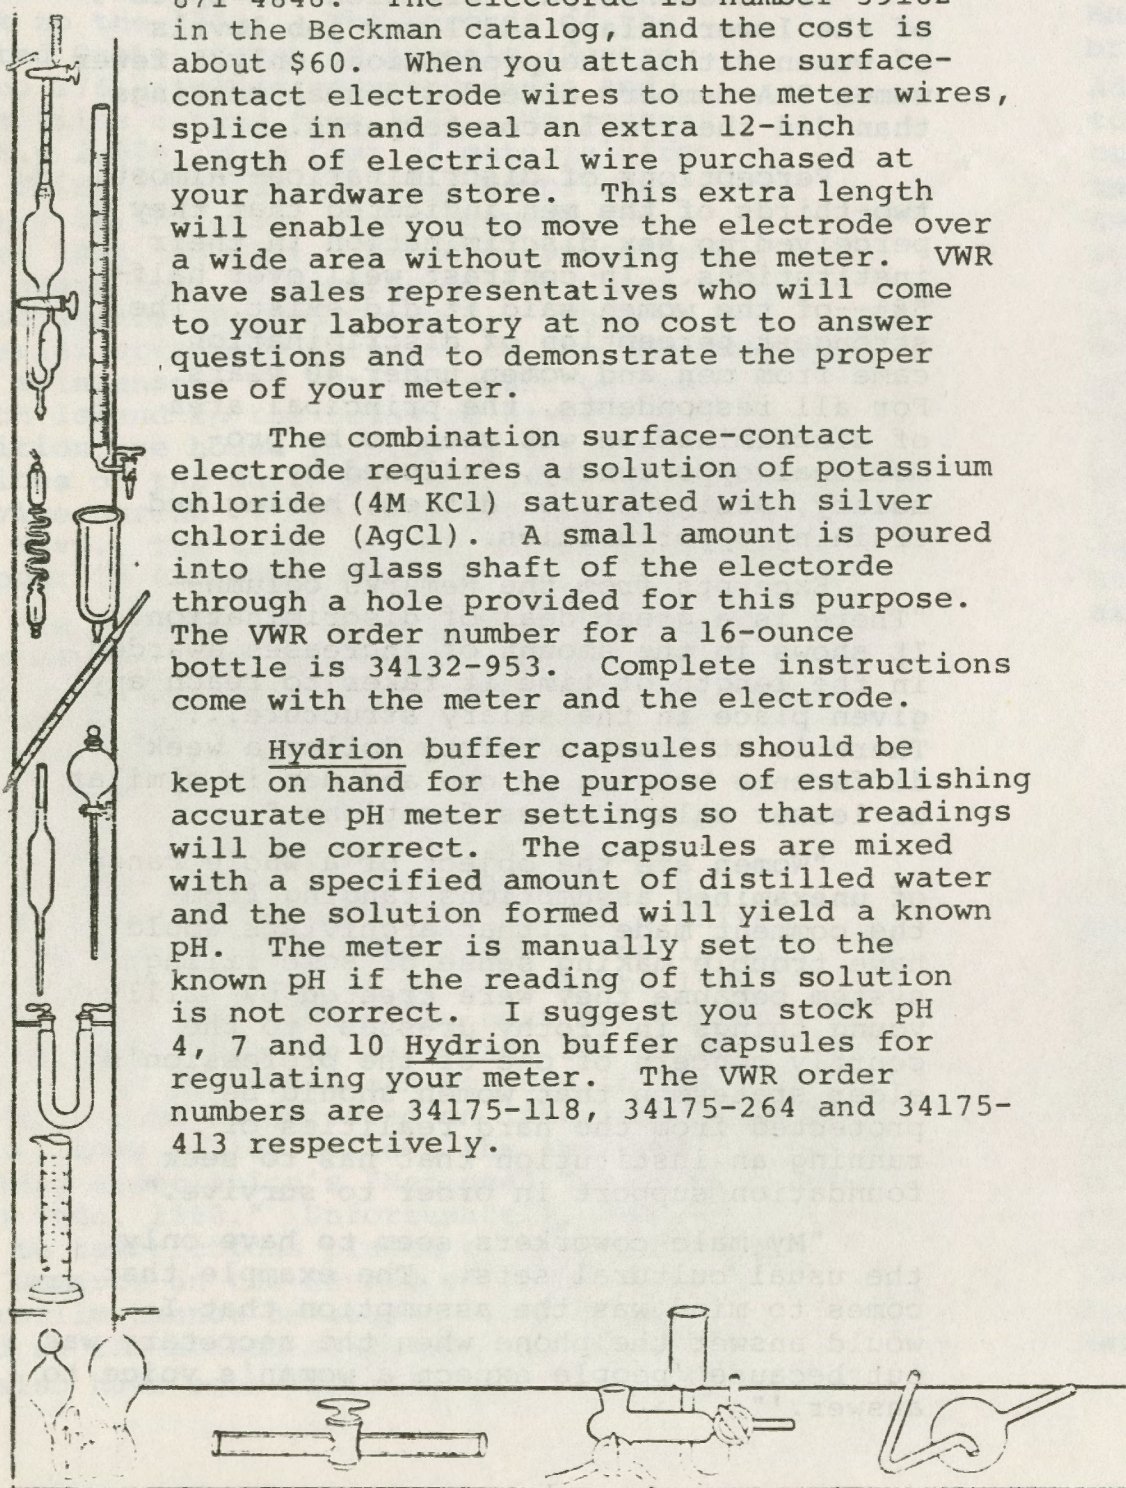 871-4848. The electorde is number 39182
in the Beckman catalog, and the cost is
about $60. When you attach the surface-
contact electrode wires to the meter wires,
splice in and seal an extra 12-inch
length of electrical wire purchased at
your hardware store. This extra length
will enable you to move the electrode over
a wide area without moving the meter. VWR
have sales representatives who will come
to your laboratory at no cost to answer
questions and to demonstrate the proper
use of your meter.
The combination surface-contact
electrode requires a solution of potassium
chloride (4M KCl) saturated with silver
chloride (AgCl). A small amount is poured
into the glass shaft of the electorde
through a hole provided for this purpose.
The VWR order number for a 16-ounce
bottle is 34132-953. Complete instructions
come with the meter and the electrode.
Hydrion buffer capsules should be
kept on hand for the purpose of establishing
accurate pH meter settings so that readings
will be correct. The capsules are mixed
with a specified amount of distilled water
and the solution formed will yield a known
pH. The meter is manually set to the
known pH if the reading of this solution
is not correct. I suggest you stock pH
4, 7 and 10 Hydrion buffer capsules for
regulating your meter. The VWR order
numbers are 34175-118, 34175-264 and 34175-
413 respectively.